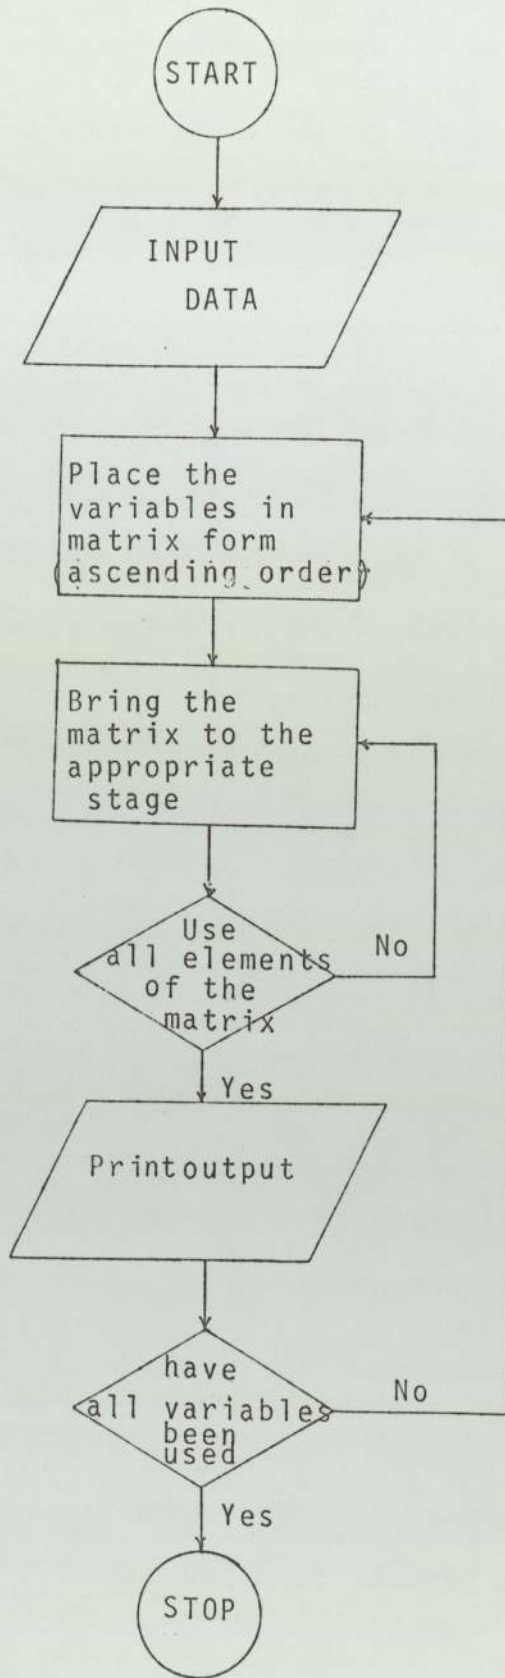 START
INPUT
DATA
Place the
variables in
matrix form
(ascending order)
Bring the
matrix to the
appropriate
stage
Use
all elements
of the
matrix
No
Yes
Printoutput
have
all variables
been
used
No
Yes
STOP